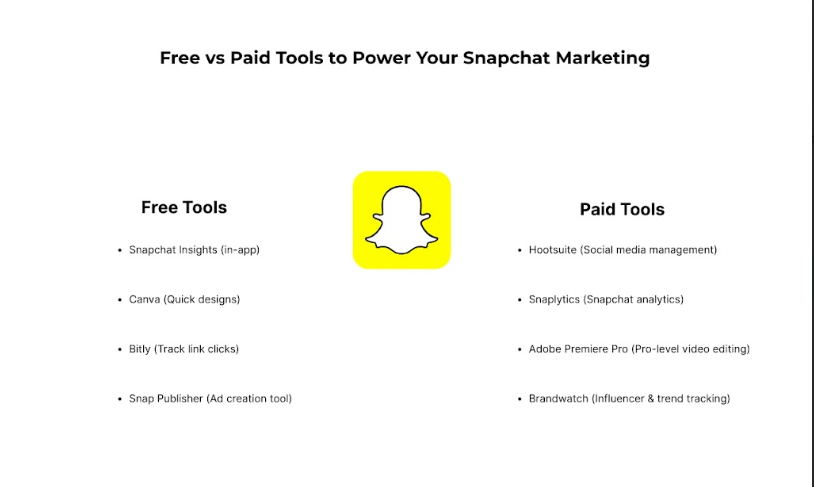 Free vs Paid Tools to Power Your Snapchat Marketing
Free Tools
• Snapchat Insights (in-app)
• Canva (Quick designs)
• Bitly (Track link clicks)
• Snap Publisher (Ad creation tool)
Paid Tools
• Hootsuite (Social media management)
• Snaplytics (Snapchat analytics)
• Adobe Premiere Pro (Pro-level video editing)
• Brandwatch (Influencer & trend tracking)